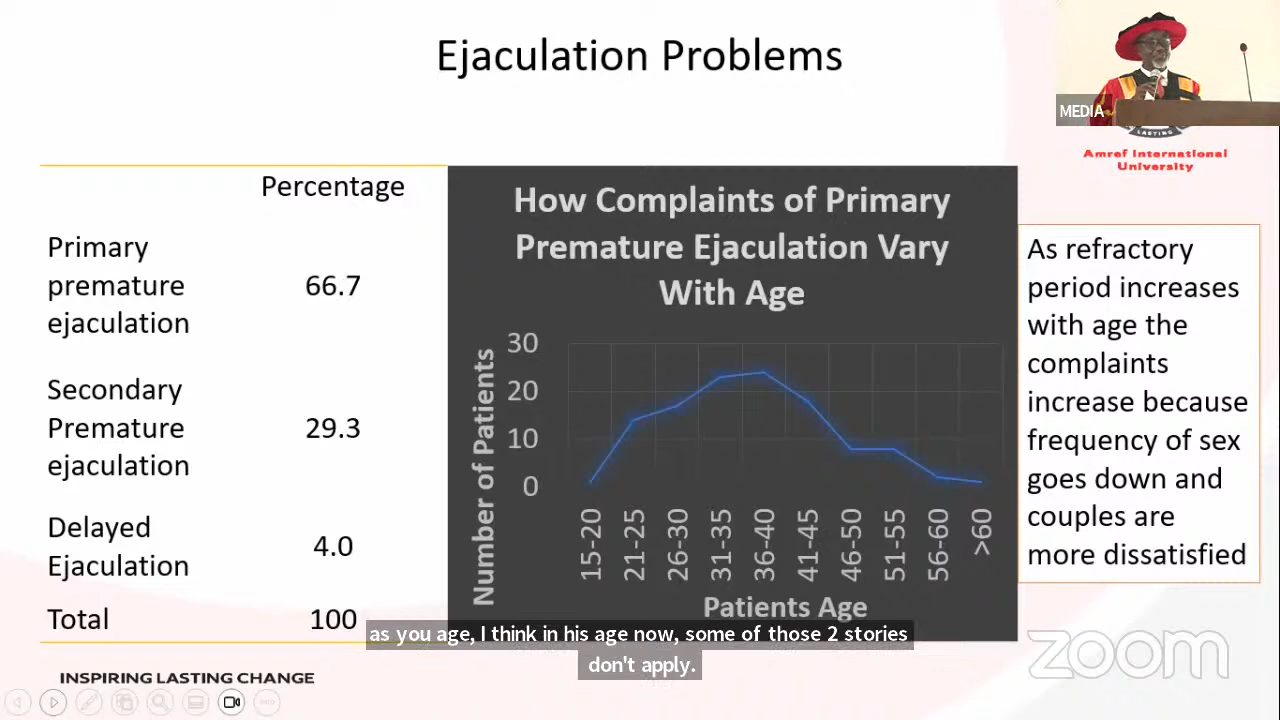 Ejaculation Problems
MEDIA
LASTING
Amref International
University
Percentage
Primary
premature
ejaculation
66.7
Secondary
Premature
ejaculation
29.3
Delayed
Ejaculation
4.0
Total
100
How Complaints of Primary
Premature Ejaculation Vary
With Age
Number of Patients
30
20
10
0
15-20
21-25
26-30
31-35
36-40
41-45
46-50
51-55
56-60
>60
Patients Age
As refractory
period increases
with age the
complaints
increase because
frequency of sex
goes down and
couples are
more dissatisfied
as you age, I think in his age now, some of those 2 stories
don't apply.
zoom
INSPIRING LASTING CHANGE